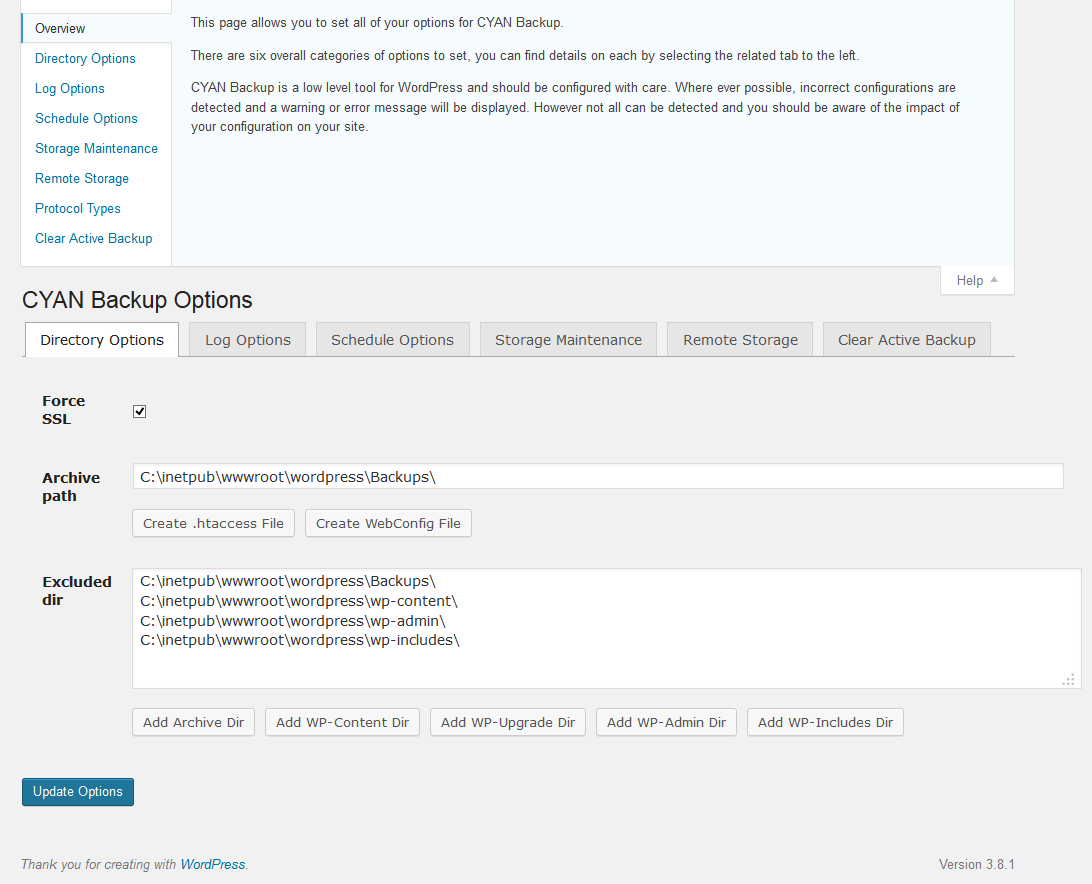 Overview
Directory Options
Log Options
Schedule Options
Storage Maintenance
Remote Storage
Protocol Types
Clear Active Backup
This page allows you to set all of your options for CYAN Backup.
There are six overall categories of options to set, you can find details on each by selecting the related tab to the left.
CYAN Backup is a low level tool for WordPress and should be configured with care. Where ever possible, incorrect configurations are
detected and a warning or error message will be displayed. However not all can be detected and you should be aware of the impact of
your configuration on your site.
Help
CYAN Backup Options
Directory Options Log Options Schedule Options Storage Maintenance Remote Storage Clear Active Backup
Force
SSL
Archive
path
C:\inetpub\wwwroot\wordpress\Backups\
Create .htaccess File Create WebConfig File
Excluded
dir
C:\inetpub\wwwroot\wordpress\Backups\
C:\inetpub\wwwroot\wordpress\wp-content\
C:\inetpub\wwwroot\wordpress\wp-admin\
C:\inetpub\wwwroot\wordpress\wp-includes\
Add Archive Dir Add WP-Content Dir Add WP-Upgrade Dir Add WP-Admin Dir Add WP-Includes Dir
Update Options
Thank you for creating with WordPress. Version 3.8.1